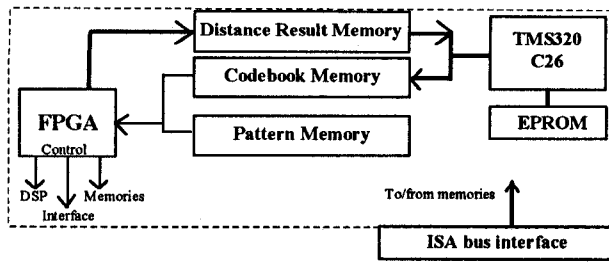 Distance Result Memory
TMS320
C26
Codebook Memory
FPGA
Control
Pattern Memory
EPROM
DSP
Memories
Interface
To/from memories
ISA bus interface